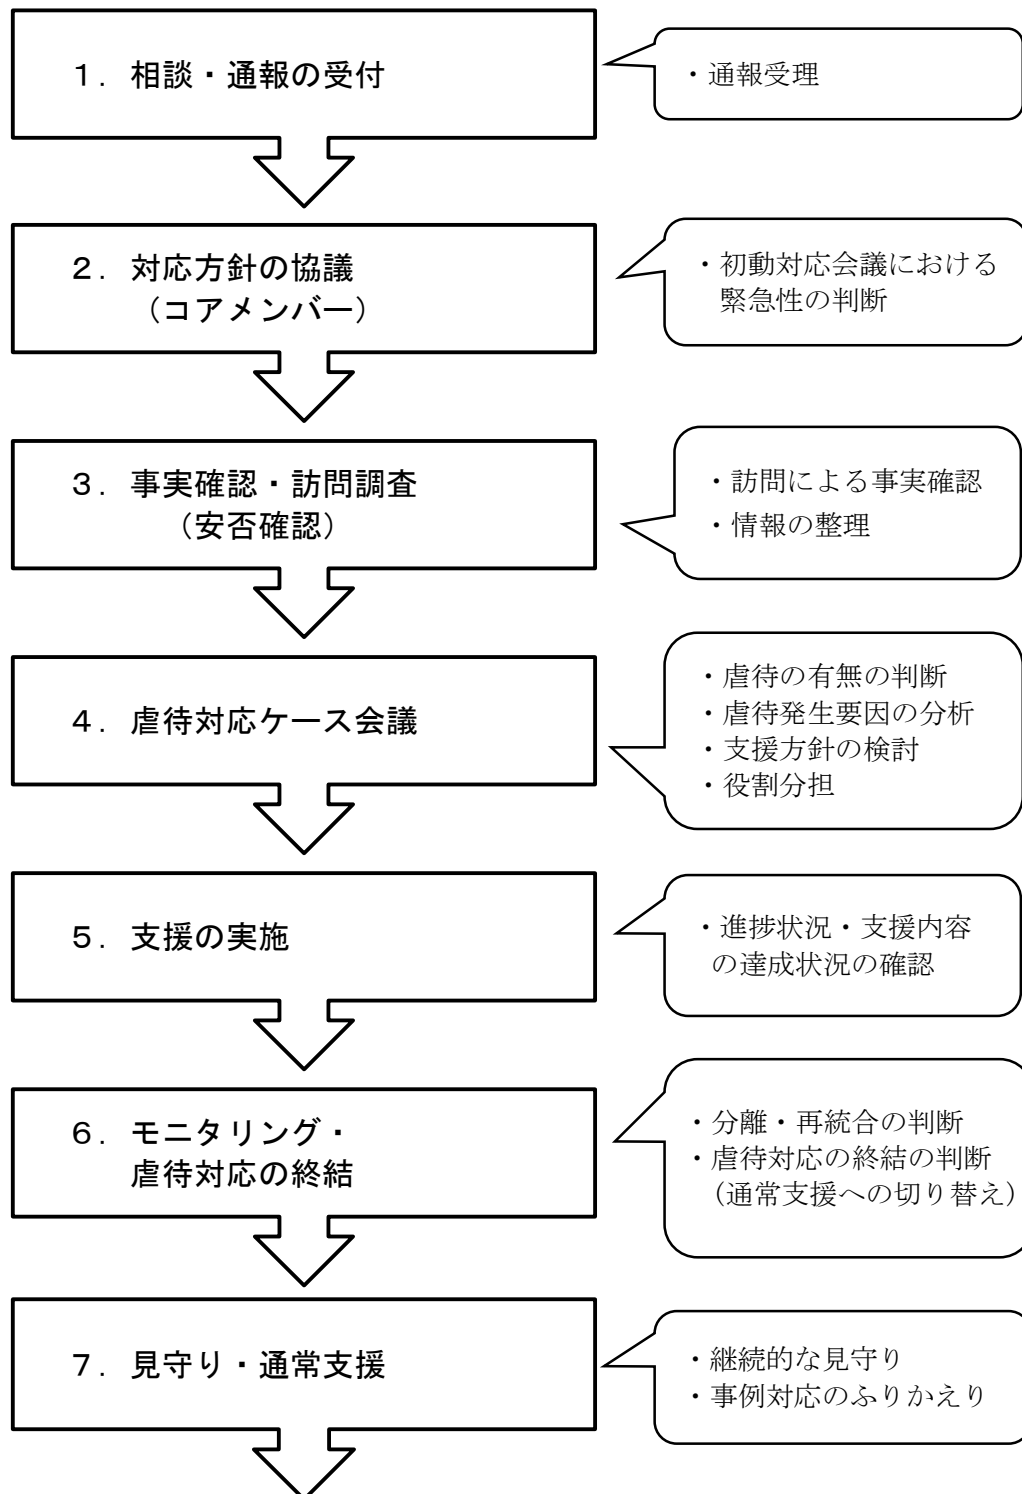 １．相談・通報の受付
・通報受理
２．対応方針の協議
（コアメンバー）
・初動対応会議における
緊急性の判断
３．事実確認・訪問調査
（安否確認）
・訪問による事実確認
・情報の整理
４．虐待対応ケース会議
・虐待の有無の判断
・虐待発生要因の分析
・支援方針の検討
・役割分担
５．支援の実施
・進捗状況・支援内容
の達成状況の確認
６．モニタリング・
虐待対応の終結
・分離・再統合の判断
・虐待対応の終結の判断
（通常支援への切り替え）
７．見守り・通常支援
・継続的な見守り
・事例対応のふりかえり